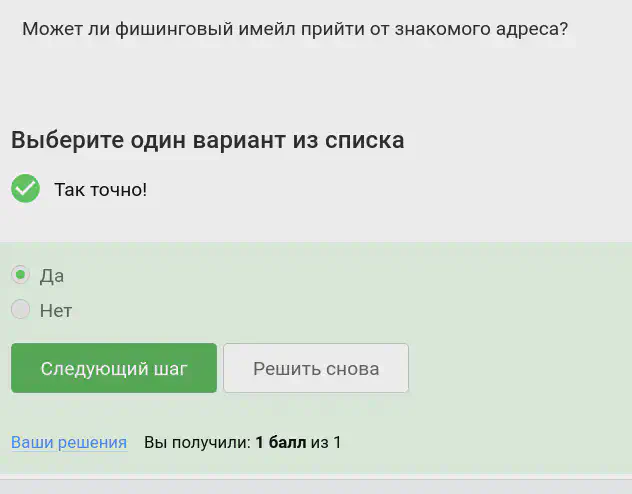 Может ли фишинговый имейл прийти от знакомого адреса?
Выберите один вариант из списка
Так точно!
Да
Нет
Следующий шаг Решить снова
Ваши решения Вы получили: 1 балл из 1